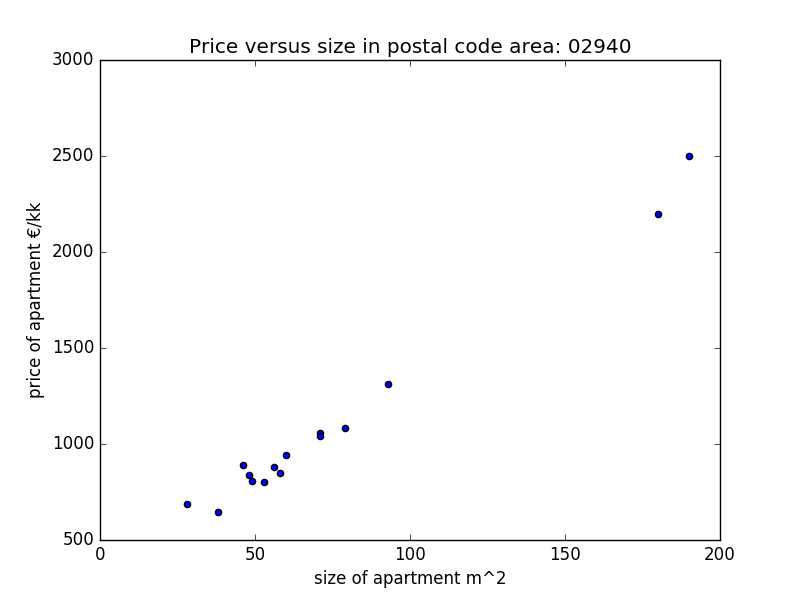 Price versus size in postal code area: 02940
3000
2500
2000
1500
1000
500
price of apartment €/kk
0 50 100 150 200
size of apartment m^2